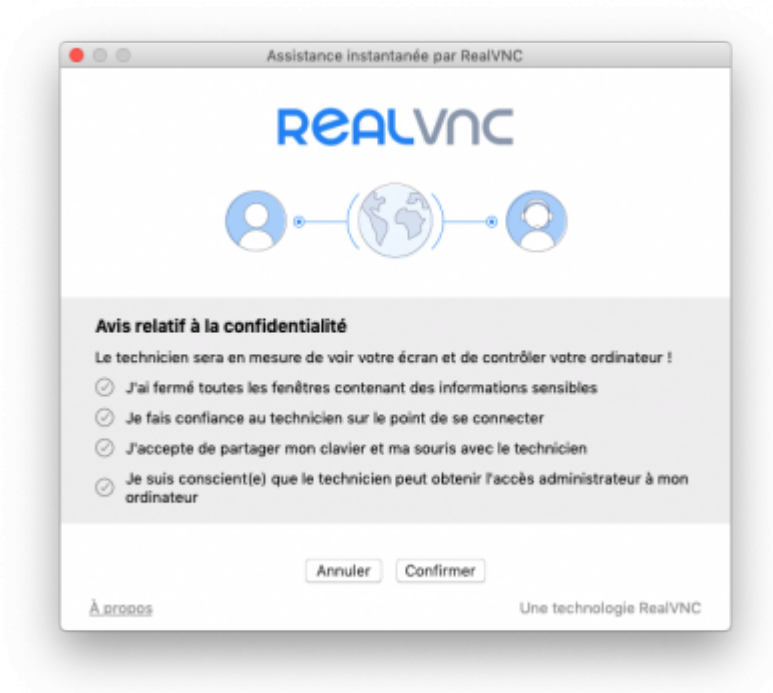 Assistance instantanée par RealVNC
REALVNC
Avis relatif à la confidentialité
Le technicien sera en mesure de voir votre écran et de contrôler votre ordinateur !
J'ai fermé toutes les fenêtres contenant des informations sensibles
Je fais confiance au technicien sur le point de se connecter
J'accepte de partager mon clavier et ma souris avec le technicien
Je suis conscient(e) que le technicien peut obtenir l'accès administrateur à mon
ordinateur
Annuler Confirmer
À propos Une technologie RealVNC